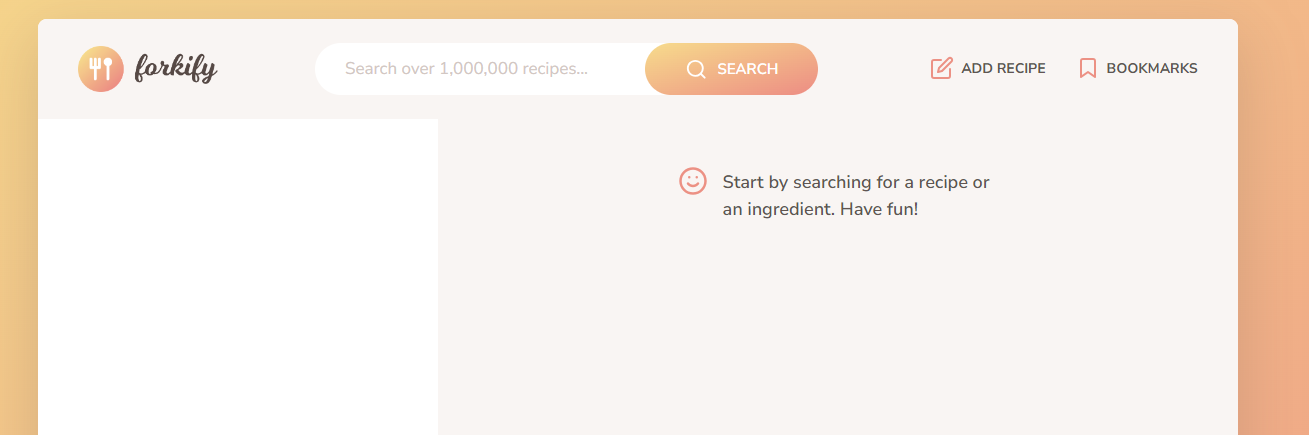 forkify
Search over 1,000,000 recipes...
SEARCH
ADD RECIPE
BOOKMARKS
Start by searching for a recipe or
an ingredient. Have fun!